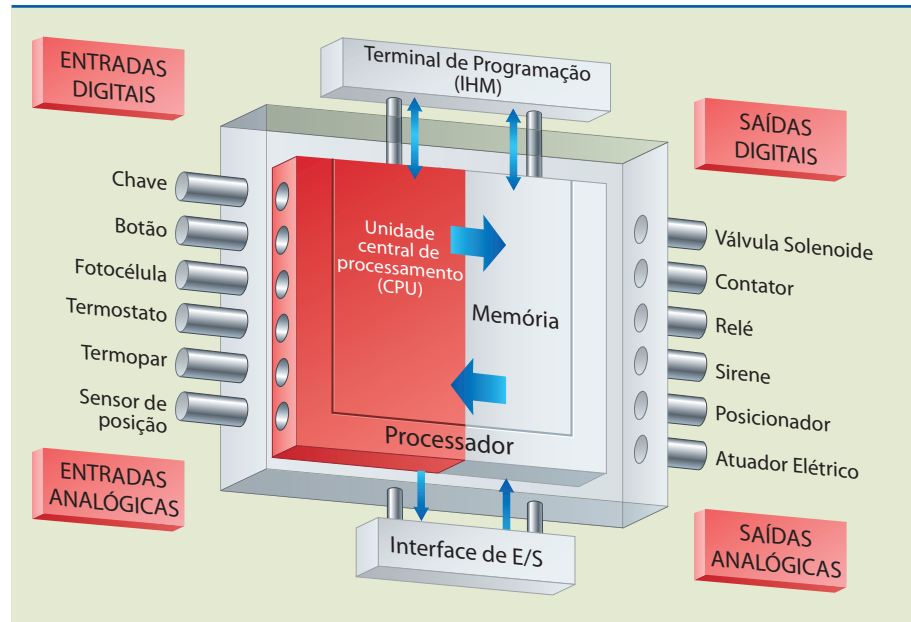 ENTRADAS
DIGITAIS
Terminal de Programação
(IHM)
SAÍDAS
DIGITAIS
Chave
Botão
Fotocélula
Termostato
Termopar
Sensor de
posição
Unidade
central de
processamento
(CPU)
Memória
Processador
Válvula Solenoide
Contator
Relé
Sirene
Posicionador
Atuador Elétrico
ENTRADAS
ANALÓGICAS
Interface de E/S
SAÍDAS
ANALÓGICAS